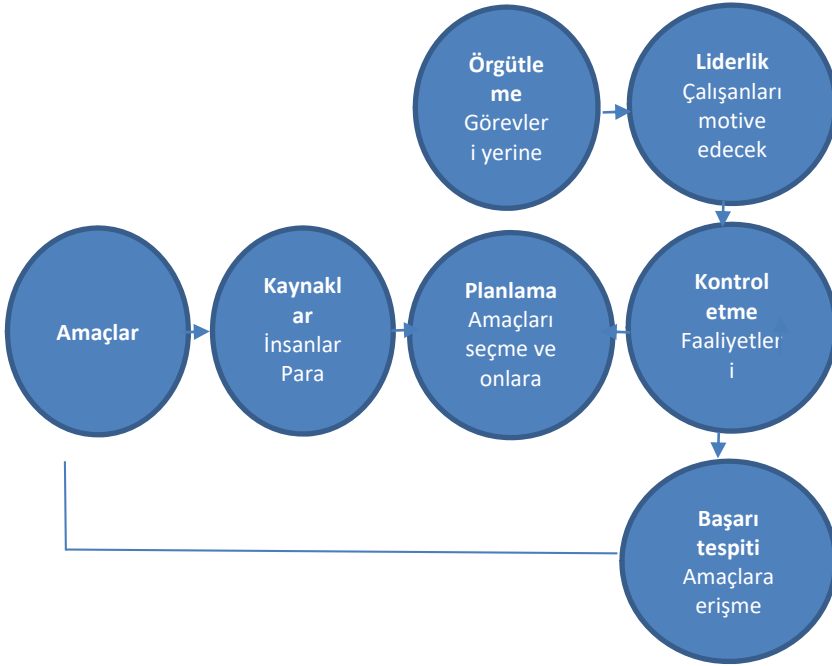 Örgütle
me
Görevler
i yerine
Liderlik
Çalışanları
motive
edecek
Amaçlar
Kaynakl
ar
İnsanlar
Para
Planlama
Amaçları
seçme ve
onlara
Kontrol
etme
Faaliyetler
i
Başarı
tespiti
Amaçlara
erişme